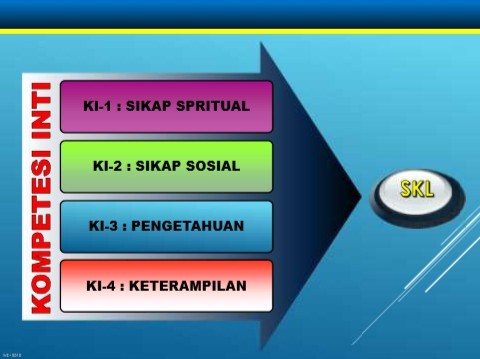 KOMPETESI INTI
KI-1 : SIKAP SPRITUAL
KI-2 : SIKAP SOSIAL
KI-3 : PENGETAHUAN
KI-4 : KETERAMPILAN
SKL